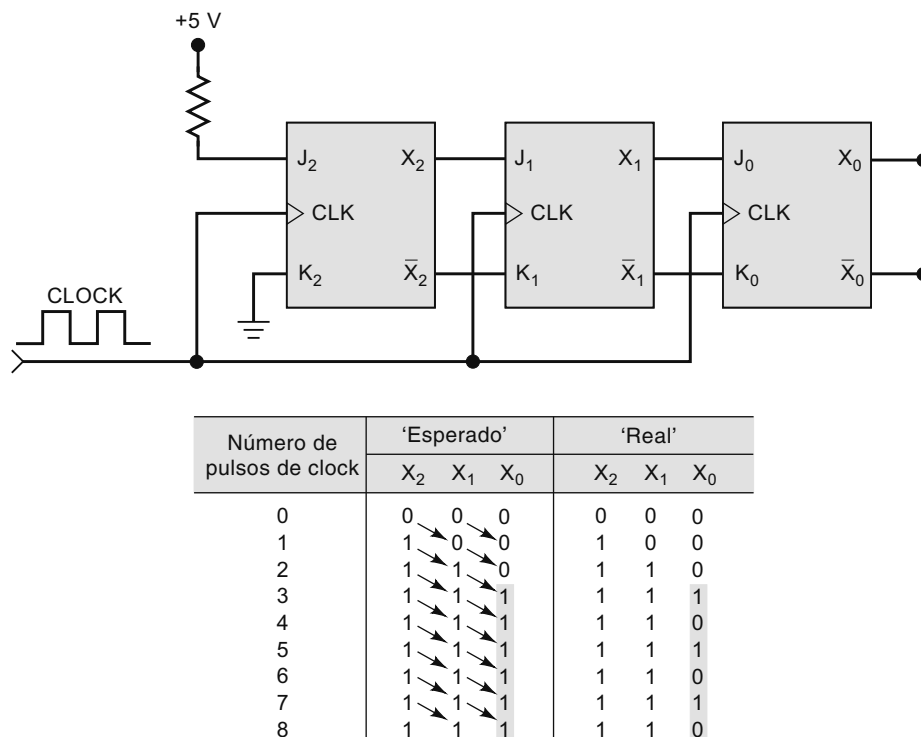 +5 V
J2 X2 J1 X1 J0 X0
CLK CLK CLK
K2 X̅2 K1 X̅1 K0 X̅0
CLOCK
Número de pulsos de clock 'Esperado' 'Real'
X2 X1 X0 X2 X1 X0
0 0 0 0 0 0 0
1 1 0 0 1 0 0
2 1 1 0 1 1 0
3 1 1 1 1 1 1
4 1 1 1 1 1 0
5 1 1 1 1 1 1
6 1 1 1 1 1 0
7 1 1 1 1 1 1
8 1 1 1 1 1 0